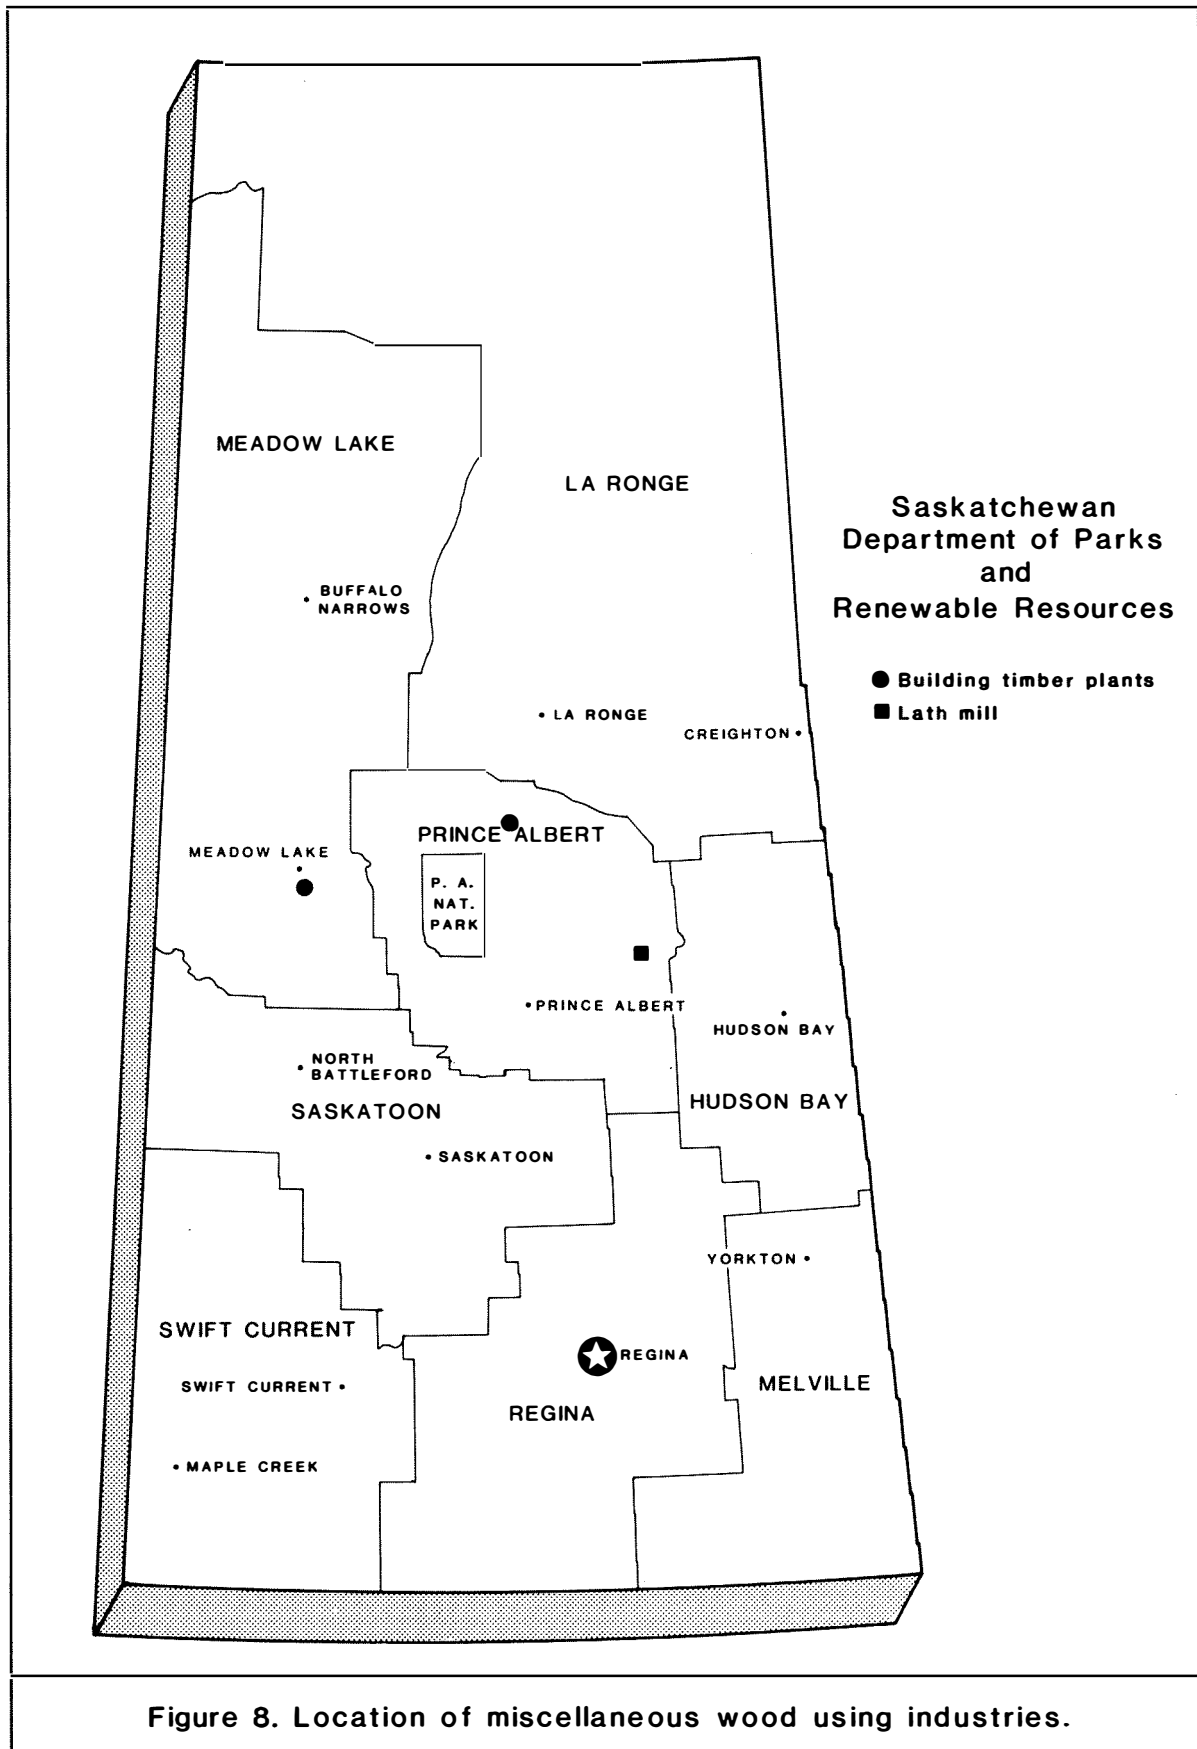 MEADOW LAKE
LA RONGE
Saskatchewan
Department of Parks
and
Renewable Resources
BUFFALO
NARROWS
Building timber plants
Lath mill
LA RONGE
CREIGHTON
PRINCE ALBERT
MEADOW LAKE
P. A.
NAT.
PARK
PRINCE ALBERT
HUDSON BAY
NORTH
BATTLEFORD
HUDSON BAY
SASKATOON
SASKATOON
YORKTON
SWIFT CURRENT
REGINA
SWIFT CURRENT
MELVILLE
REGINA
MAPLE CREEK
Figure 8. Location of miscellaneous wood using industries.